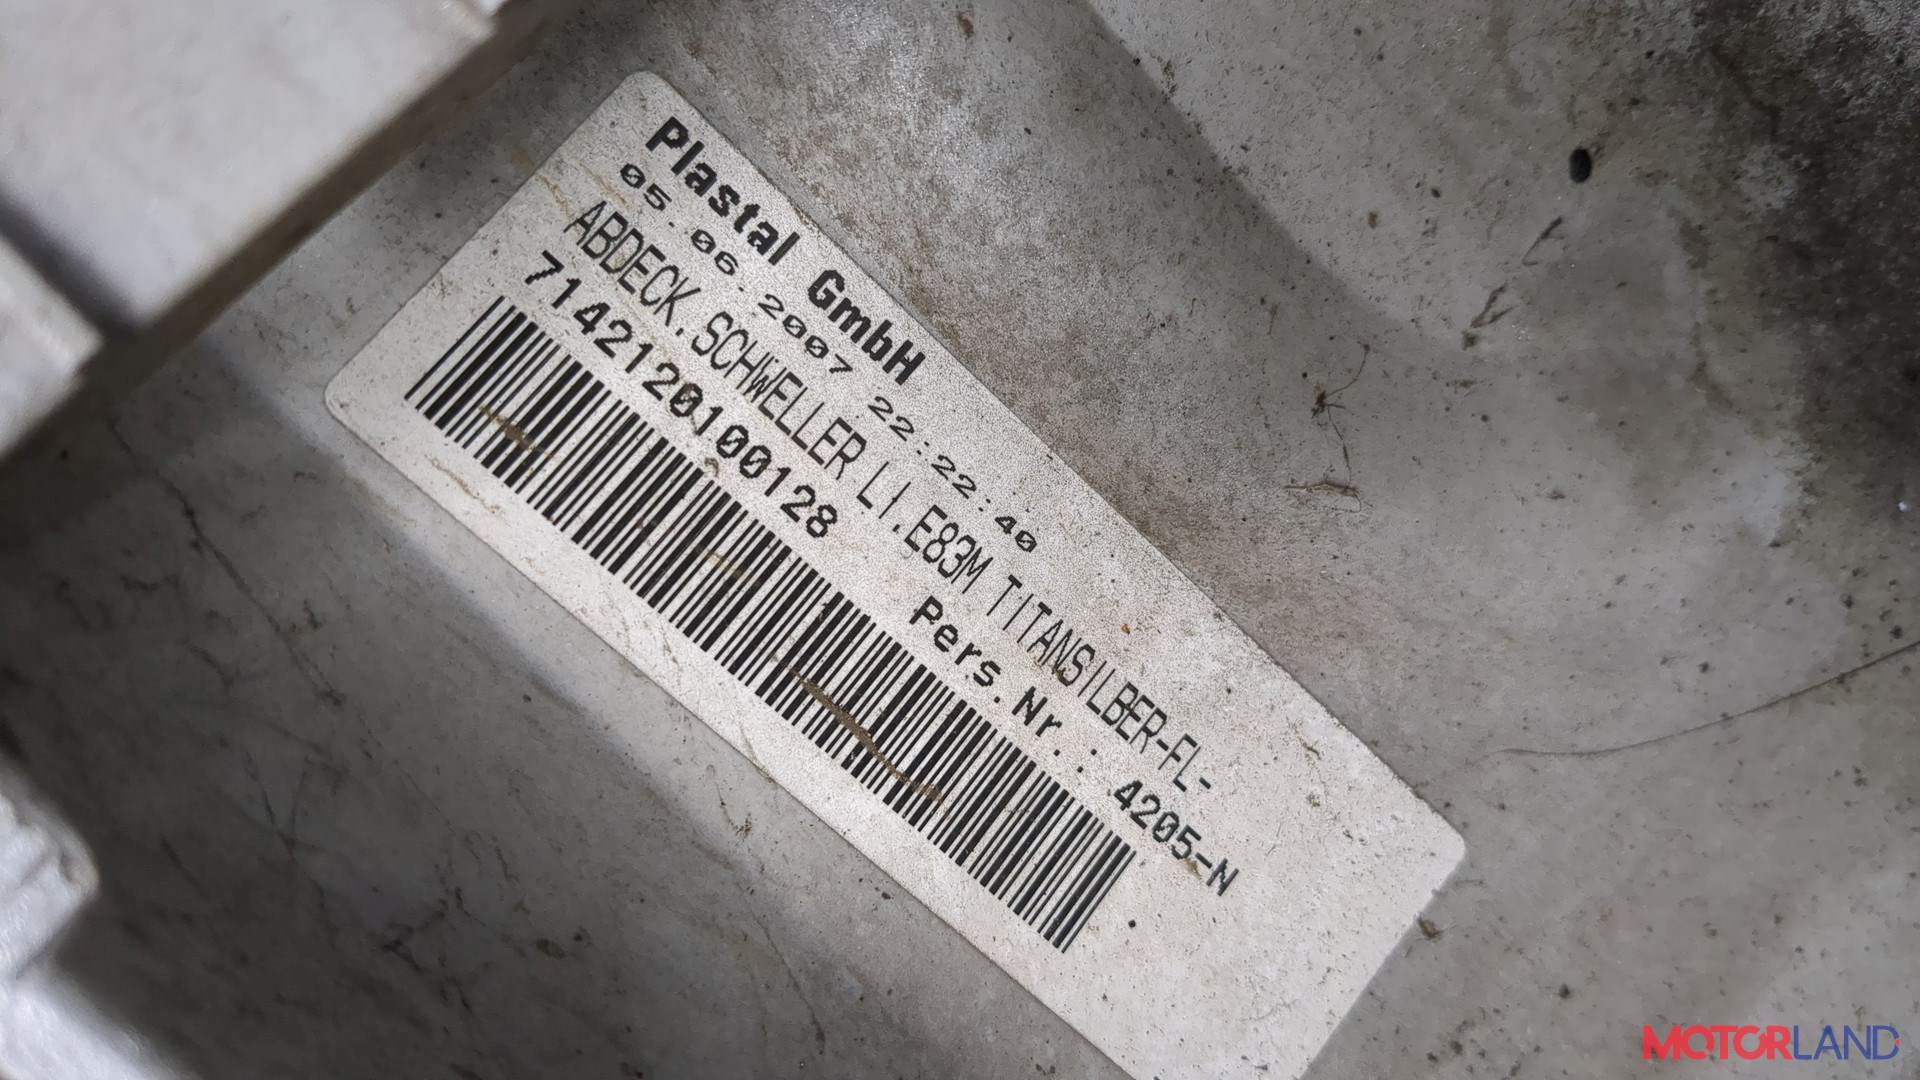 Plastal GmbH
05.06.2007 22:22:40
ABDECK.SCHWELLER LI.E83M TITANSILBER-FL-
7142120100128 Pers.Nr.: 4205-N
MOTORLAND